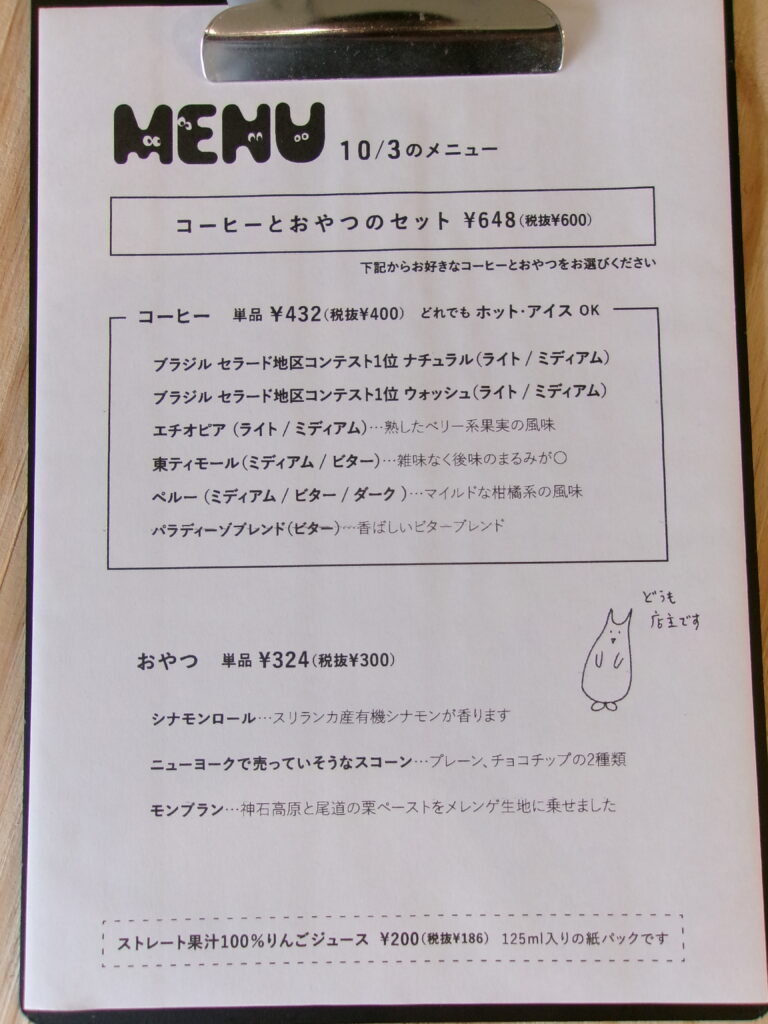 MENU 10/3のメニュー
コーヒーとおやつのセット ¥648(税抜¥600)
下記からお好きなコーヒーとおやつをお選びください
コーヒー 単品 ¥432(税抜¥400) どれでも ホット・アイス OK
ブラジル セラード地区コンテスト1位 ナチュラル(ライト / ミディアム)
ブラジル セラード地区コンテスト1位 ウォッシュ(ライト / ミディアム)
エチオピア (ライト / ミディアム)…熟したベリー系果実の風味
東ティモール(ミディアム / ビター)…雑味なく後味のまるみが〇
ペルー (ミディアム / ビター / ダーク )…マイルドな柑橘系の風味
パラディーゾブレンド(ビター)…香ばしいビターブレンド
どうも
店主です
おやつ 単品 ¥324(税抜¥300)
シナモンロール…スリランカ産有機シナモンが香ります
ニューヨークで売っていそうなスコーン…プレーン、チョコチップの2種類
モンブラン…神石高原と尾道の栗ペーストをメレンゲ生地に乗せました
ストレート果汁100%りんごジュース ¥200(税抜¥186) 125ml入りの紙パックです